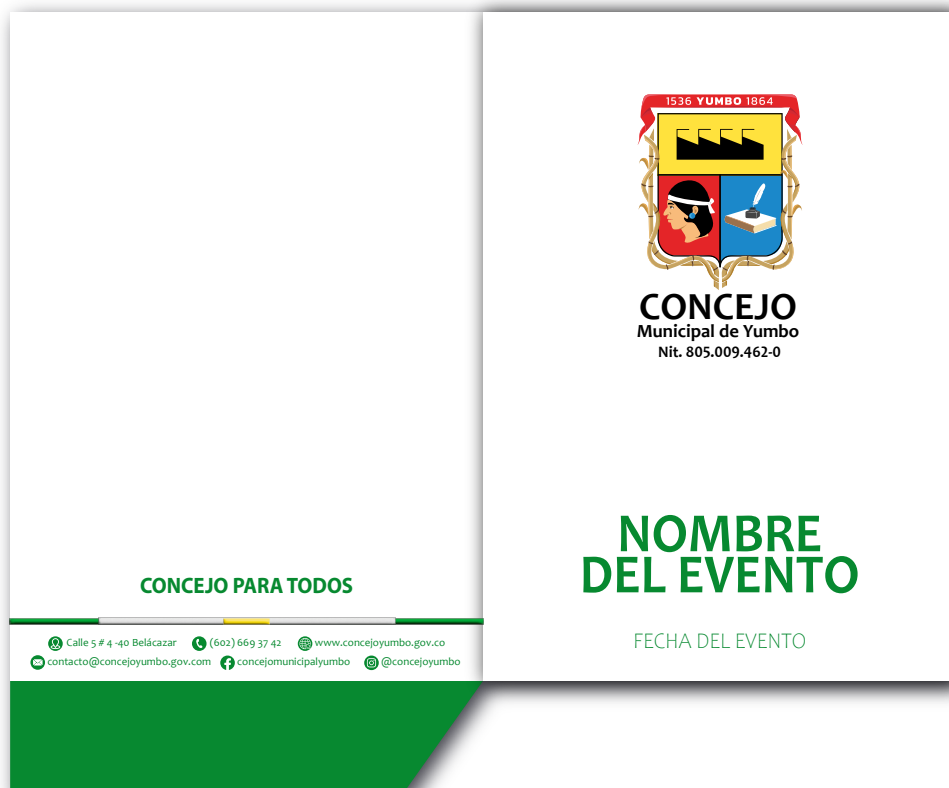 CONCEJO PARA TODOS
Calle 5 # 4 -40 Belácazar (602) 669 37 42 www.concejoyumbo.gov.co
contacto@concejoyumbo.gov.com concejomunicipalyumbo @concejoyumbo
1536 YUMBO 1864
CONCEJO
Municipal de Yumbo
Nit. 805.009.462-0
NOMBRE
DEL EVENTO
FECHA DEL EVENTO